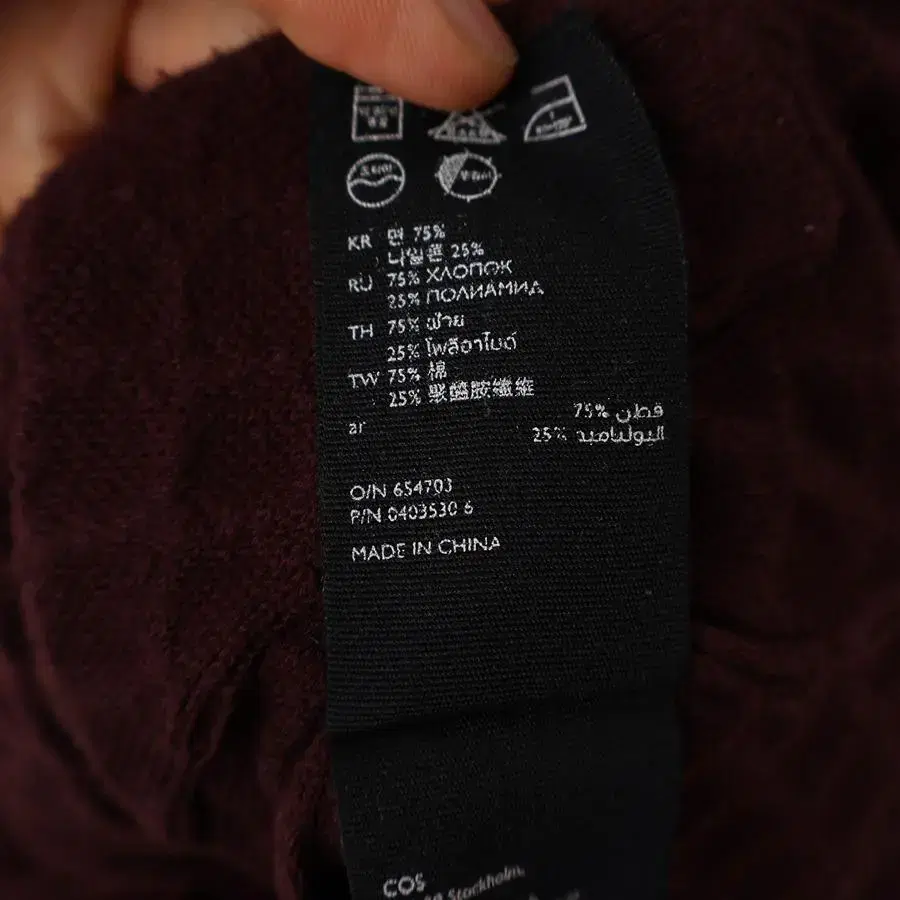 KR 면 75%
나일론 25%
RU 75% ХЛОПОК
25% ПОЛИАМИД
TH 75% ฝ้าย
25% โพลีอาไมด์
TW 75% 棉
25% 聚醯胺纖維
ar قطن 75%
البوليأميد 25%
O/N 654703
P/N 0403530 6
MADE IN CHINA
COS
Stockholm,